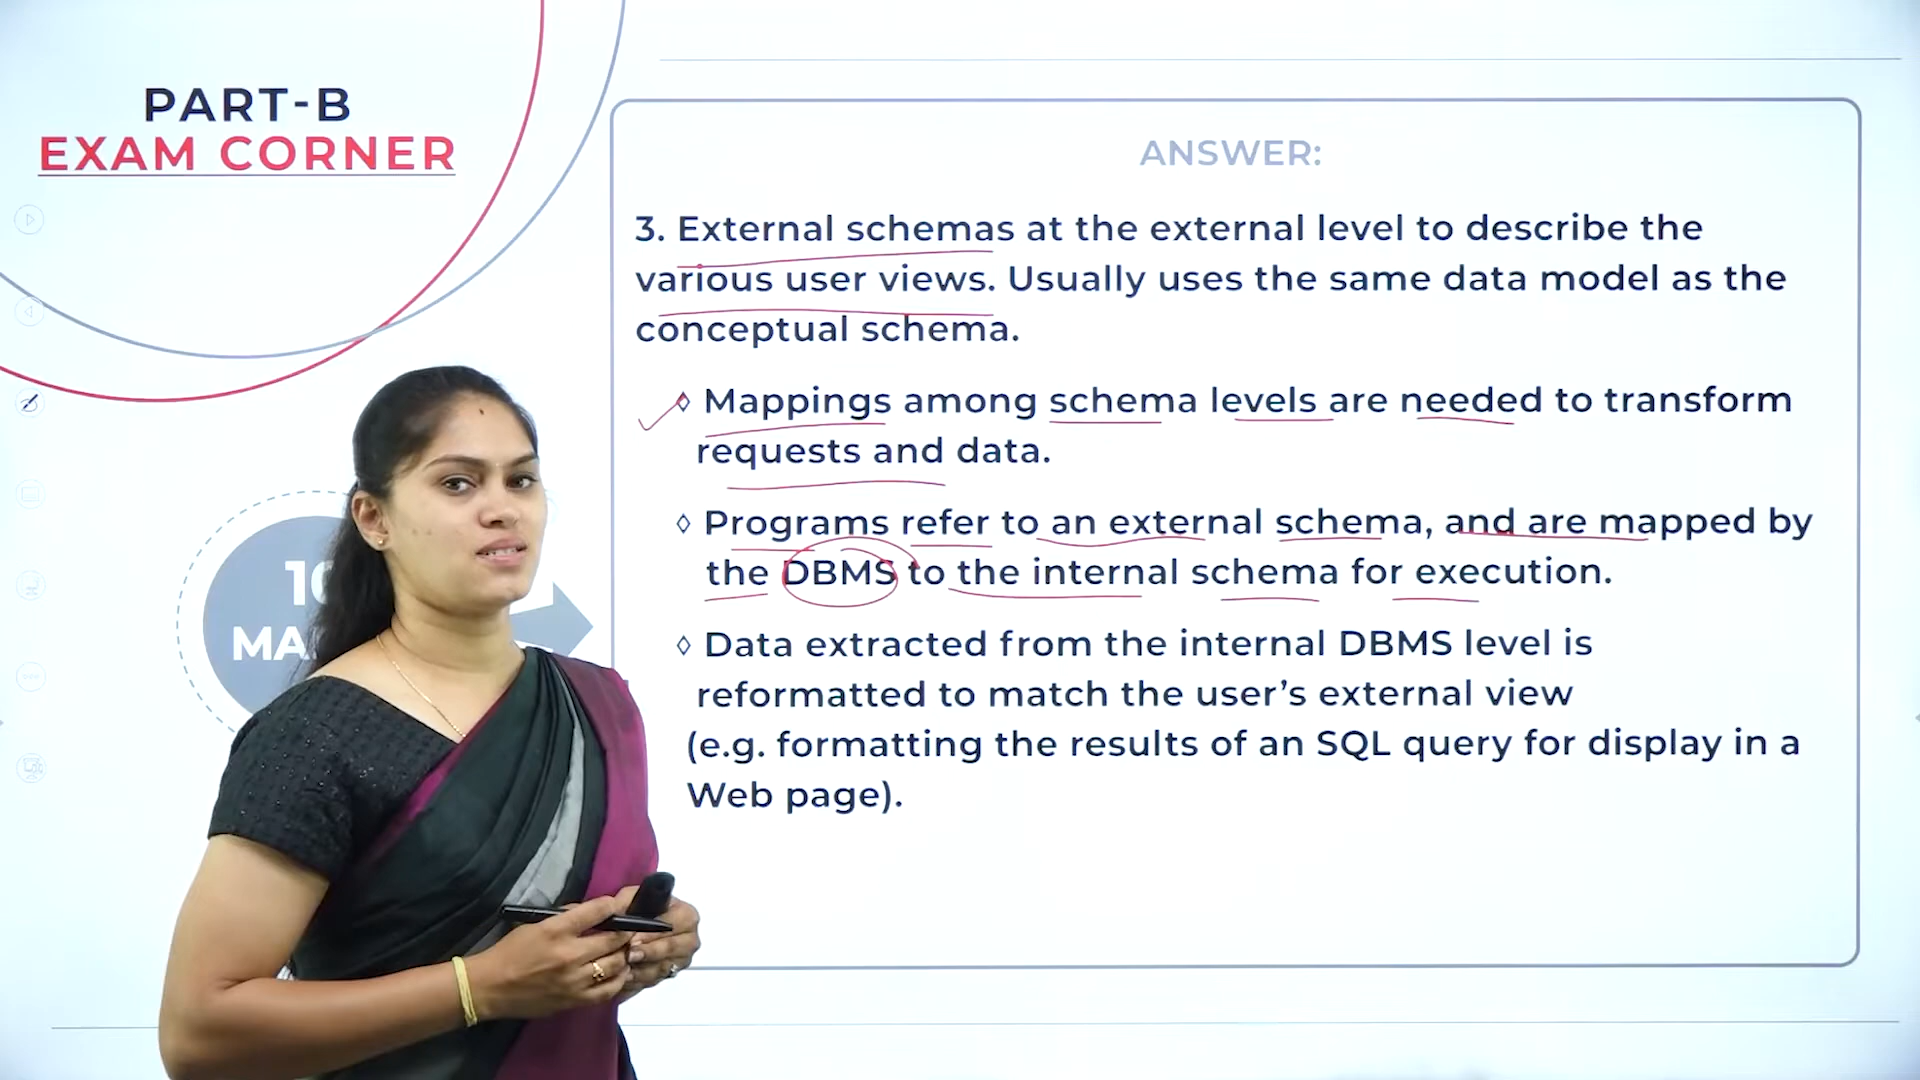 PART-B
EXAM CORNER
ANSWER:
3. External schemas at the external level to describe the
various user views. Usually uses the same data model as the
conceptual schema.
◊ Mappings among schema levels are needed to transform
requests and data.
◊ Programs refer to an external schema, and are mapped by
the DBMS to the internal schema for execution.
◊ Data extracted from the internal DBMS level is
reformatted to match the user’s external view
(e.g. formatting the results of an SQL query for display in a
Web page).